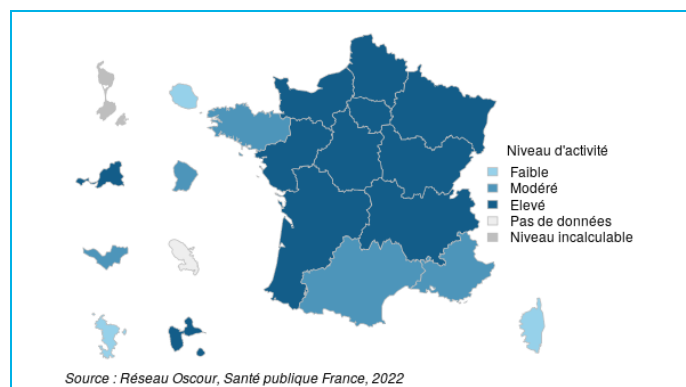 Niveau d'activité
Faible
Modéré
Elevé
Pas de données
Niveau incalculable
Source : Réseau Oscour, Santé publique France, 2022